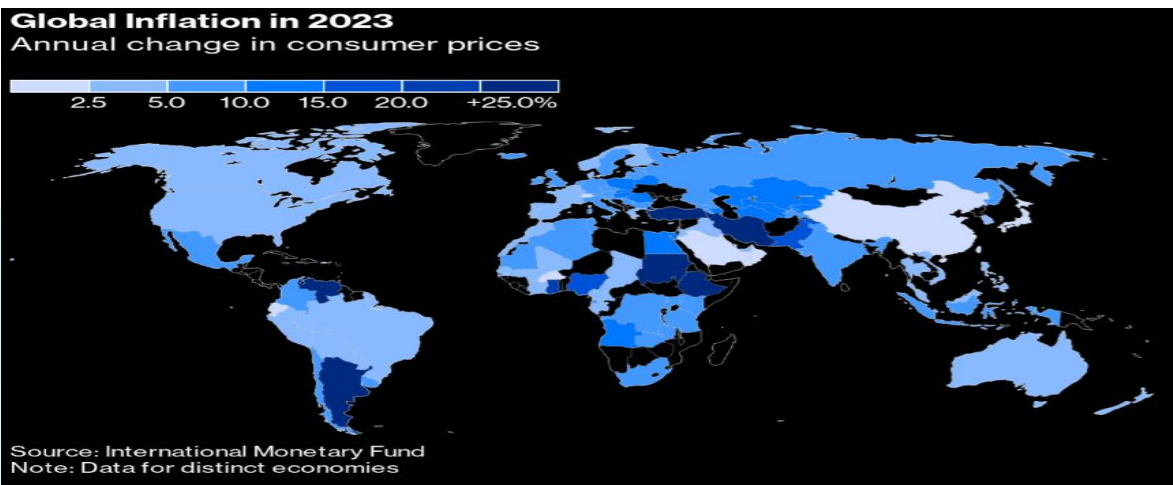 Global Inflation in 2023
Annual change in consumer prices
2.5 5.0 10.0 15.0 20.0 +25.0%
Source: International Monetary Fund
Note: Data for distinct economies